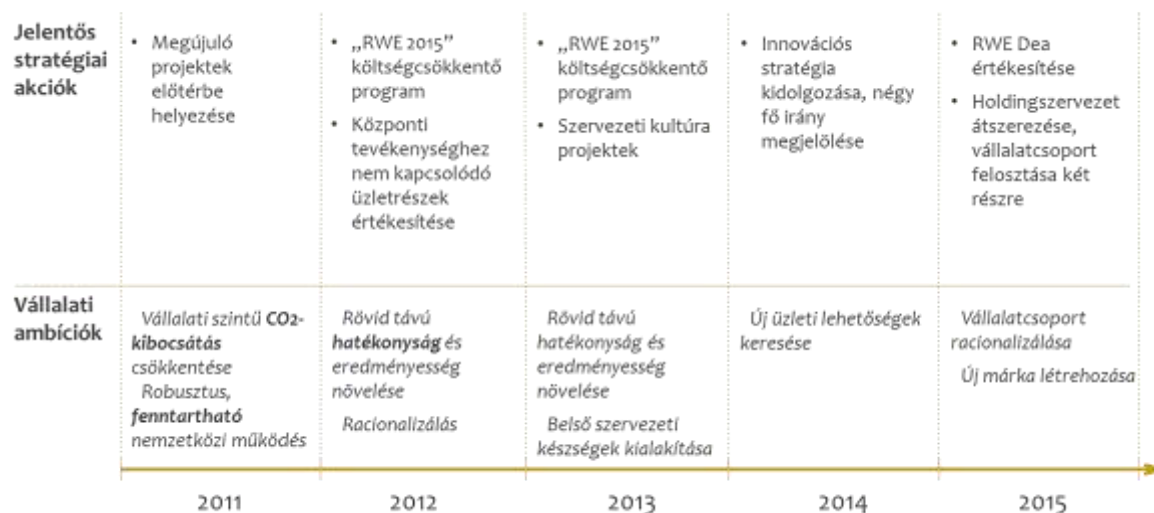 Jelentős
stratégiai
akciók
• Megújuló
projektek
előtérbe
helyezése
• „RWE 2015”
költségcsökkentő
program
• Központi
tevékenységhez
nem kapcsolódó
üzletrészek
értékesítése
• „RWE 2015”
költségcsökkentő
program
• Szervezeti kultúra
projektek
• Innovációs
stratégia
kidolgozása, négy
fő irány
megjelölése
• RWE Dea
értékesítése
• Holdingszervezet
átszerezése,
vállalatcsoport
felosztása két
részre
Vállalati
ambíciók
Vállalati szintű CO2-
kibocsátás
csökkentése
Robusztus,
fenntartható
nemzetközi működés
Rövid távú
hatékonyság és
eredményesség
növelése
Racionalizálás
Rövid távú
hatékonyság és
eredményesség
növelése
Belső szervezeti
készségek kialakítása
Új üzleti lehetőségek
keresése
Vállalatcsoport
racionalizálása
Új márka létrehozása
2011 2012 2013 2014 2015